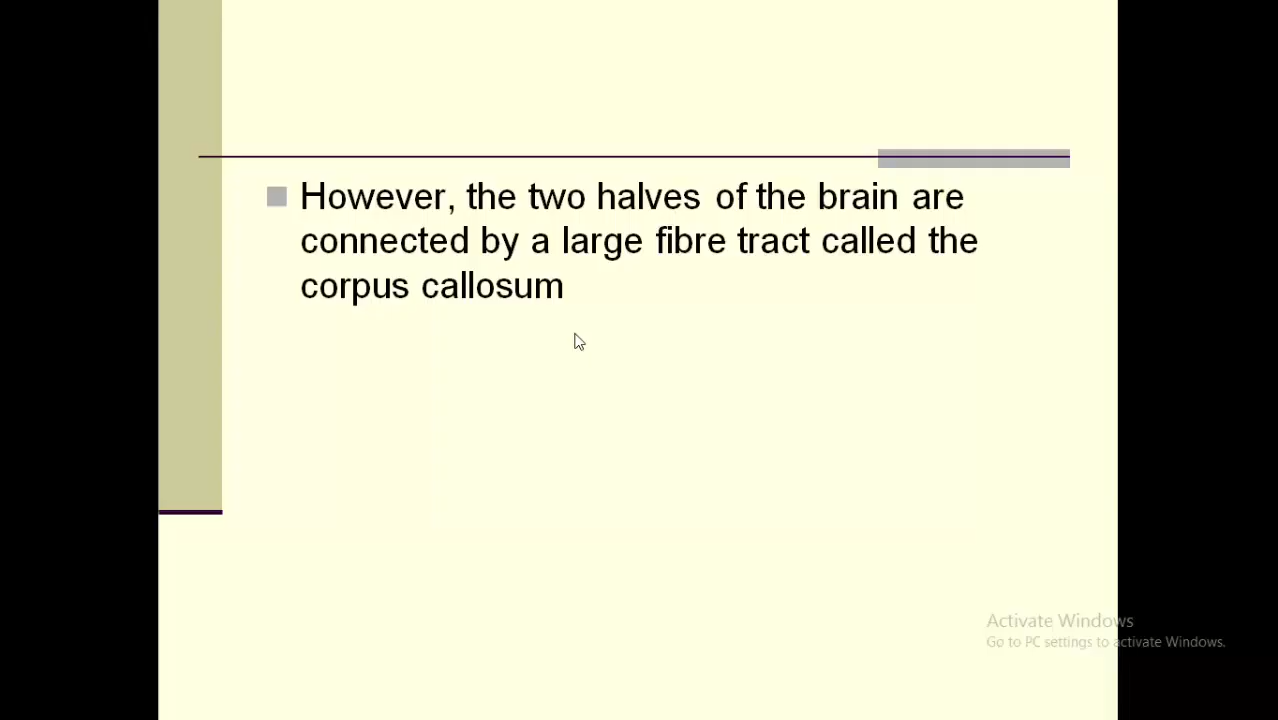 However, the two halves of the brain are
connected by a large fibre tract called the
corpus callosum
Activate Windows
Go to PC settings to activate Windows.